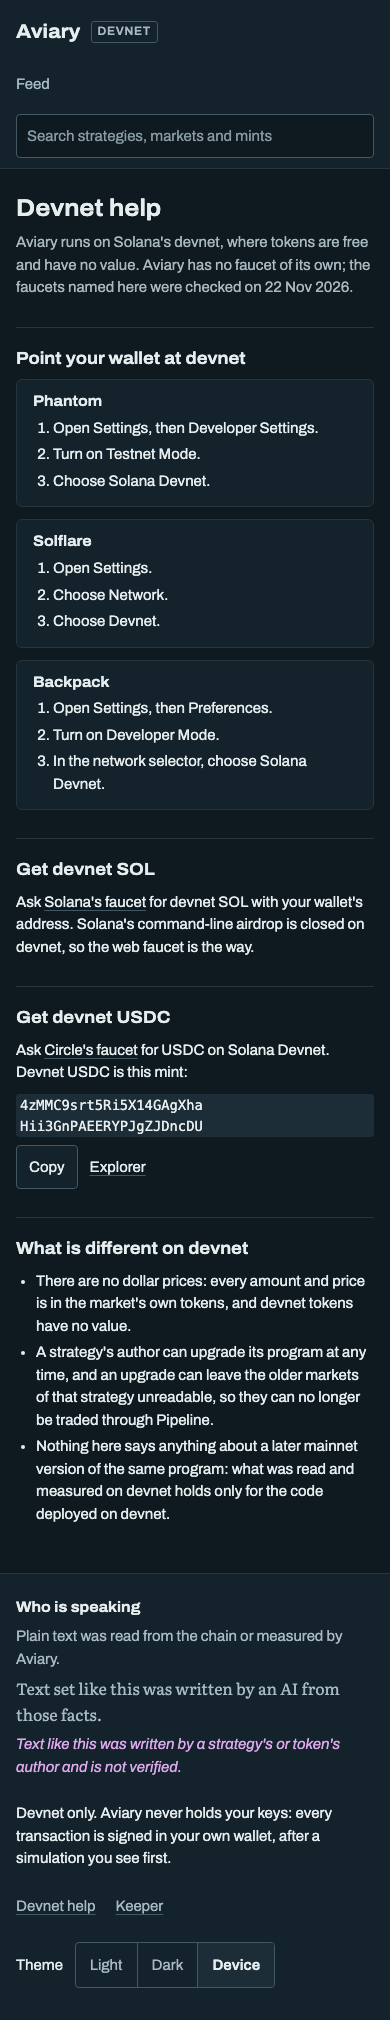 Aviary DEVNET
Feed
Search strategies, markets and mints
Devnet help
Aviary runs on Solana's devnet, where tokens are free
and have no value. Aviary has no faucet of its own; the
faucets named here were checked on 22 Nov 2026.
Point your wallet at devnet
Phantom
1. Open Settings, then Developer Settings.
2. Turn on Testnet Mode.
3. Choose Solana Devnet.
Solflare
1. Open Settings.
2. Choose Network.
3. Choose Devnet.
Backpack
1. Open Settings, then Preferences.
2. Turn on Developer Mode.
3. In the network selector, choose Solana
Devnet.
Get devnet SOL
Ask Solana's faucet for devnet SOL with your wallet's
address. Solana's command-line airdrop is closed on
devnet, so the web faucet is the way.
Get devnet USDC
Ask Circle's faucet for USDC on Solana Devnet.
Devnet USDC is this mint:
4zMMC9srt5Ri5X14GAgXha
Hii3GnPAEERYPJgZJDncDU
Copy Explorer
What is different on devnet
• There are no dollar prices: every amount and price
is in the market's own tokens, and devnet tokens
have no value.
• A strategy's author can upgrade its program at any
time, and an upgrade can leave the older markets
of that strategy unreadable, so they can no longer
be traded through Pipeline.
• Nothing here says anything about a later mainnet
version of the same program: what was read and
measured on devnet holds only for the code
deployed on devnet.
Who is speaking
Plain text was read from the chain or measured by
Aviary.
Text set like this was written by an AI from
those facts.
Text like this was written by a strategy's or token's
author and is not verified.
Devnet only. Aviary never holds your keys: every
transaction is signed in your own wallet, after a
simulation you see first.
Devnet help Keeper
Theme Light Dark Device